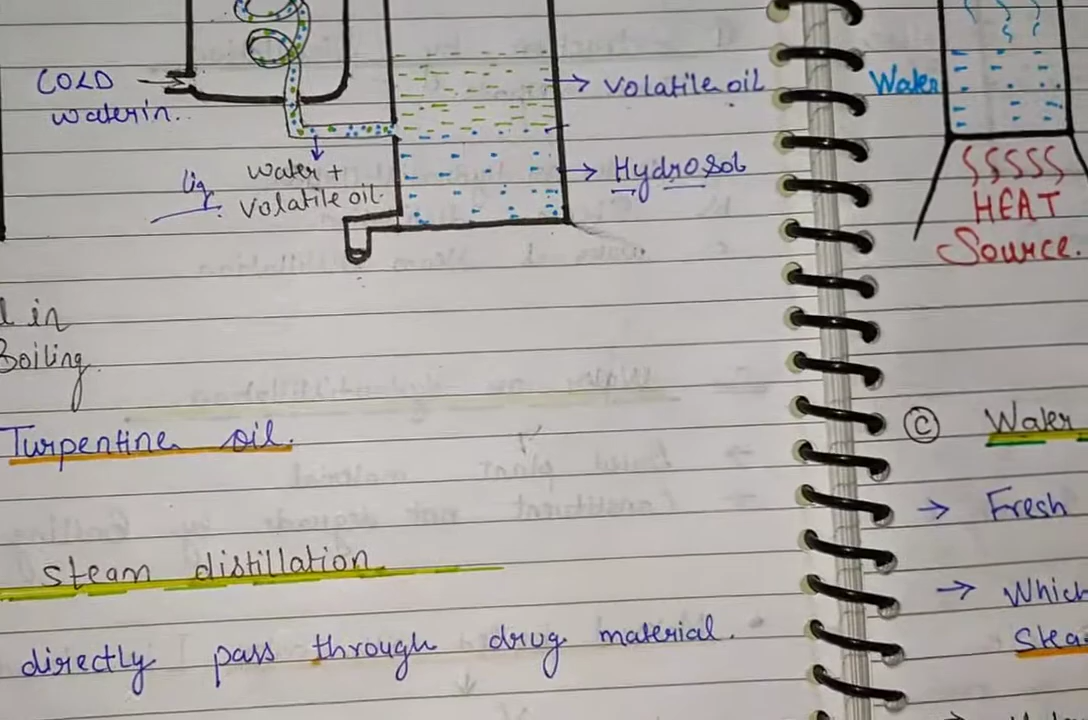 COLD
water in.
Volatile oil
Hydrosol
water +
volatile oil
liq.
l in
Boiling.
Turpentine oil.
steam distillation
directly pass through drug material.
Water
HEAT
Source.
© Water
→ Fresh
→ Which
Stea